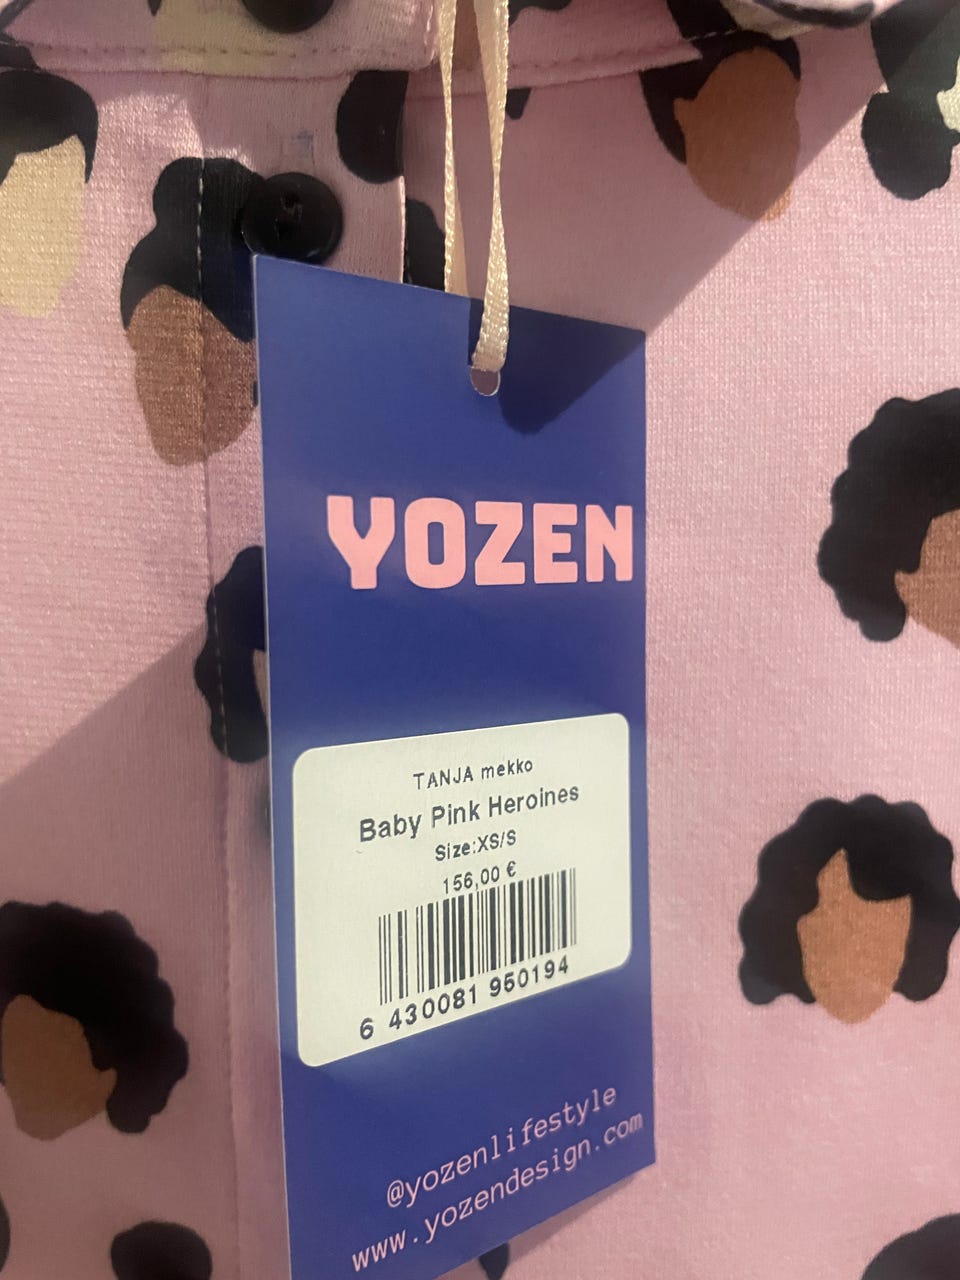 YOZEN
TANJA mekko
Baby Pink Heroines
Size:XS/S
156,00 €
6 430081 950194
@yozenlifestyle
www.yozendesign.com